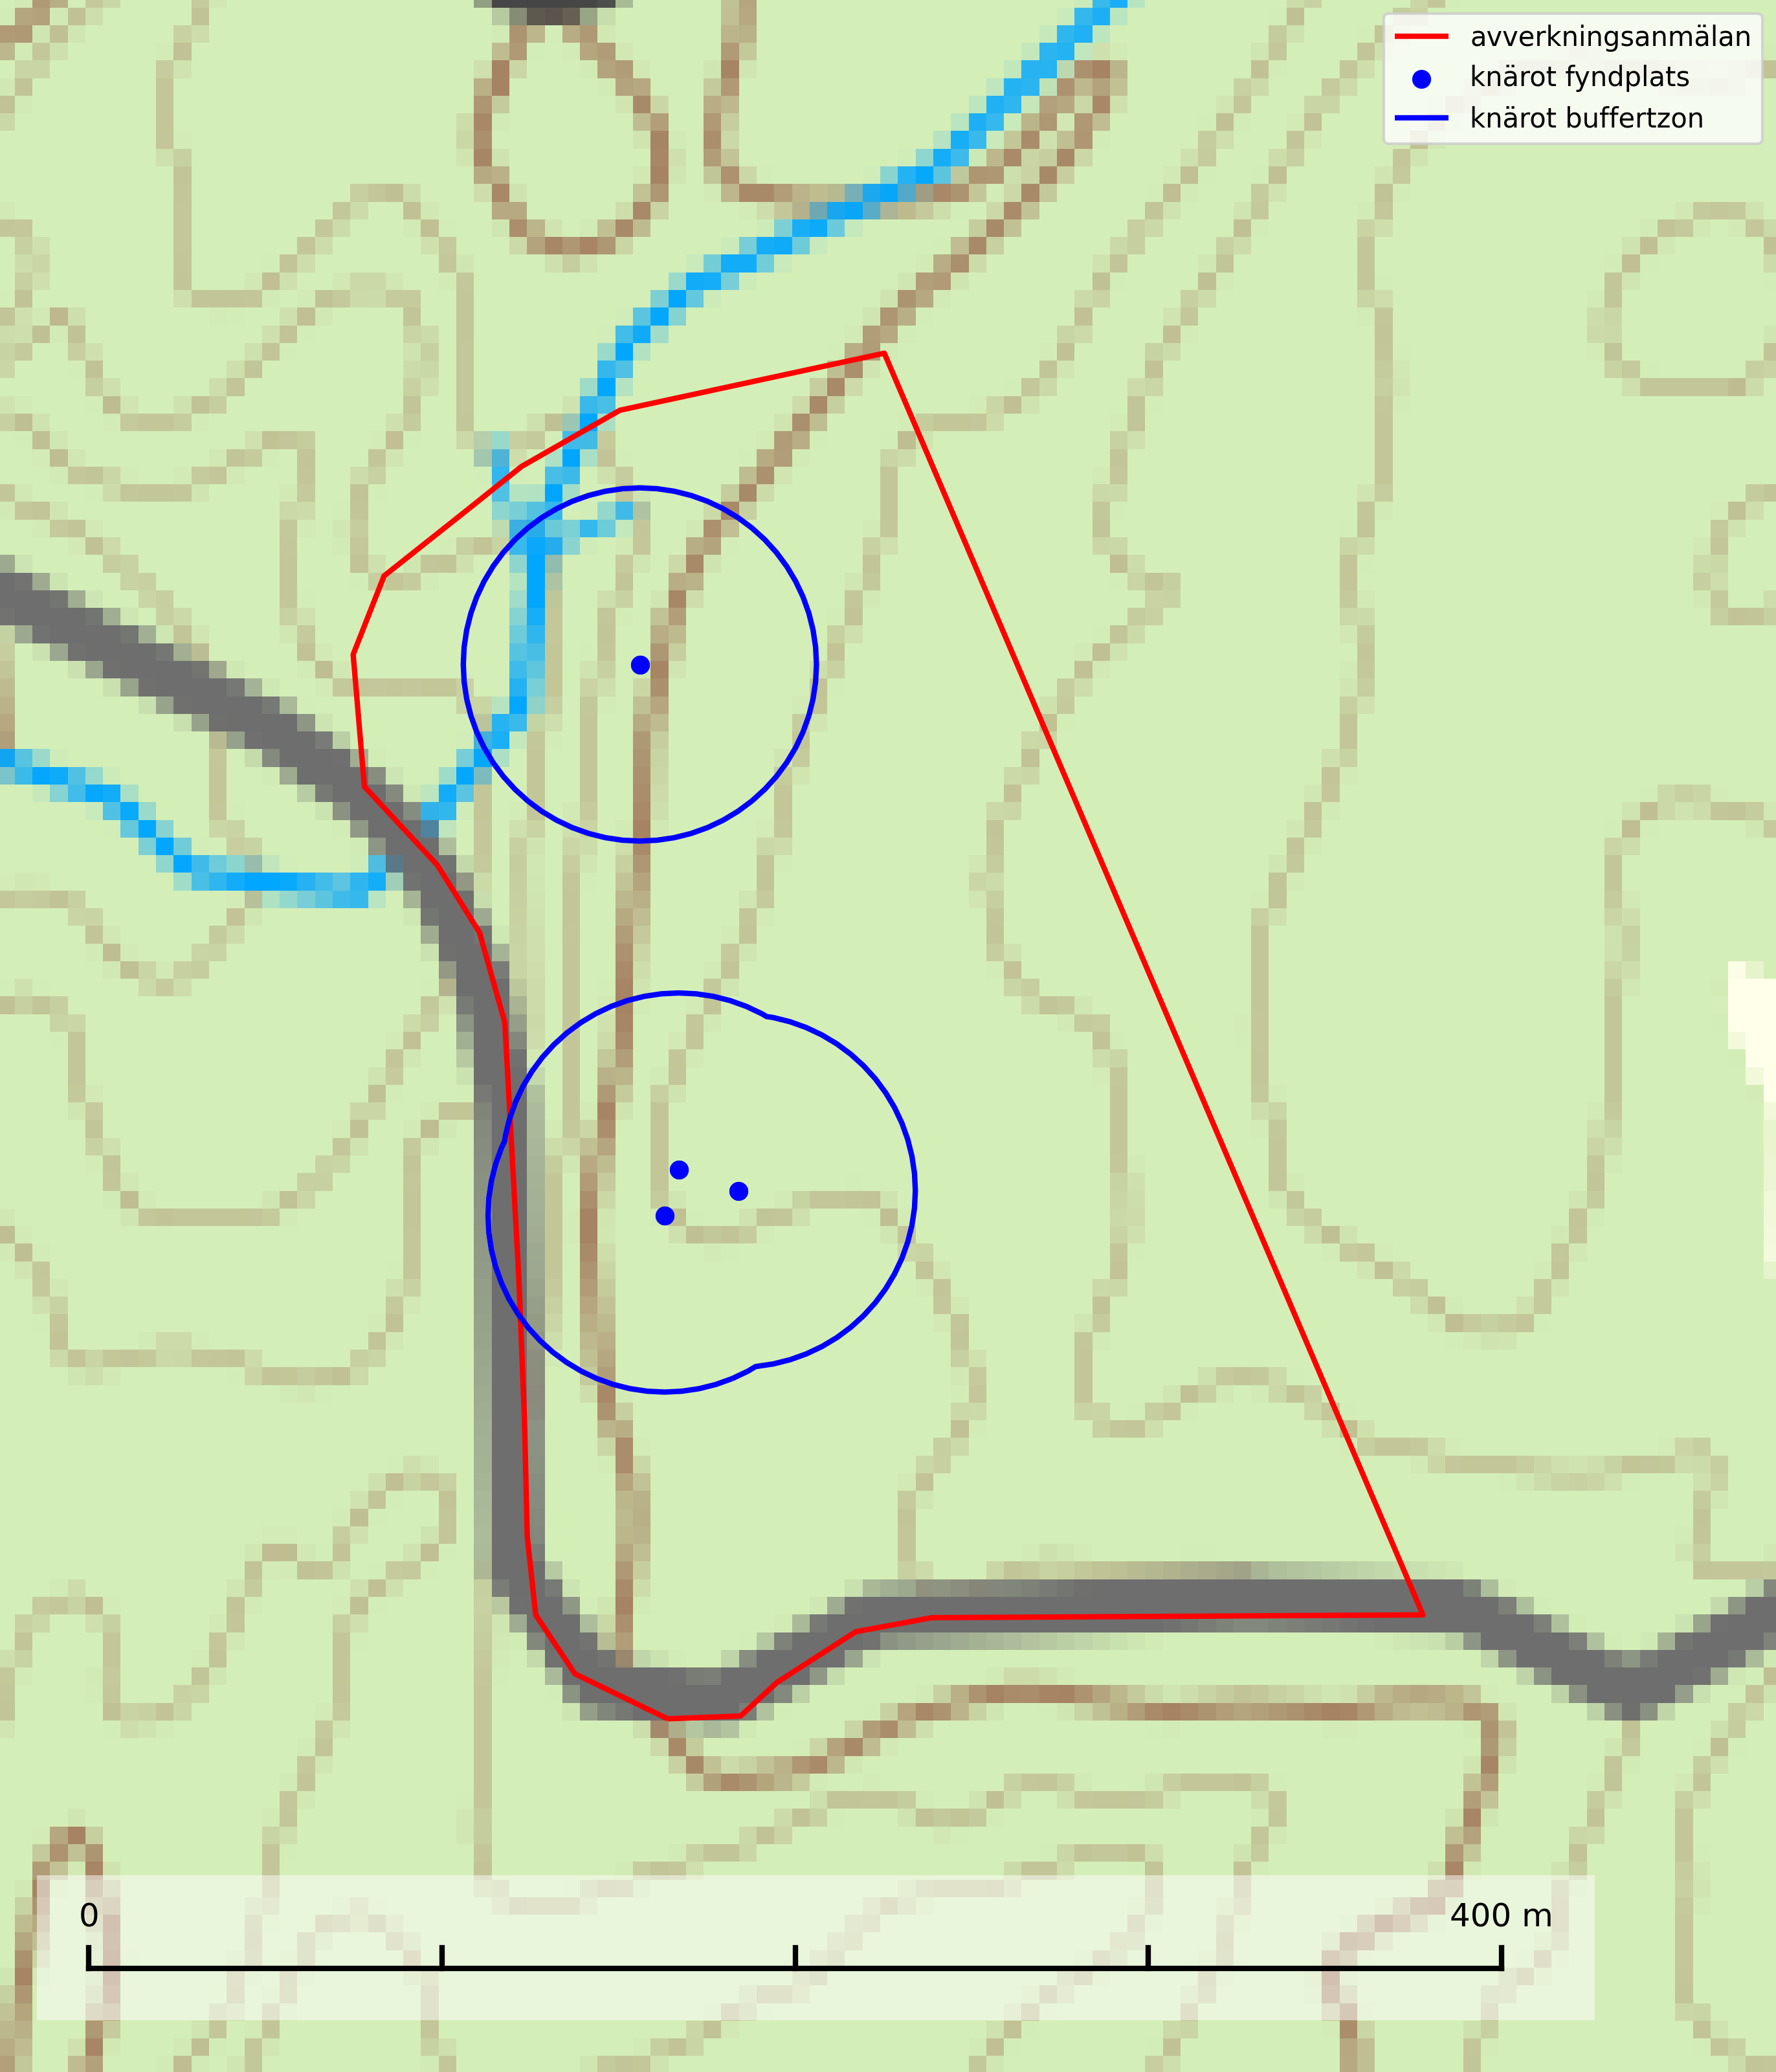 avverkningsanmälan
knärot fyndplats
knärot buffertzon
0 400 m